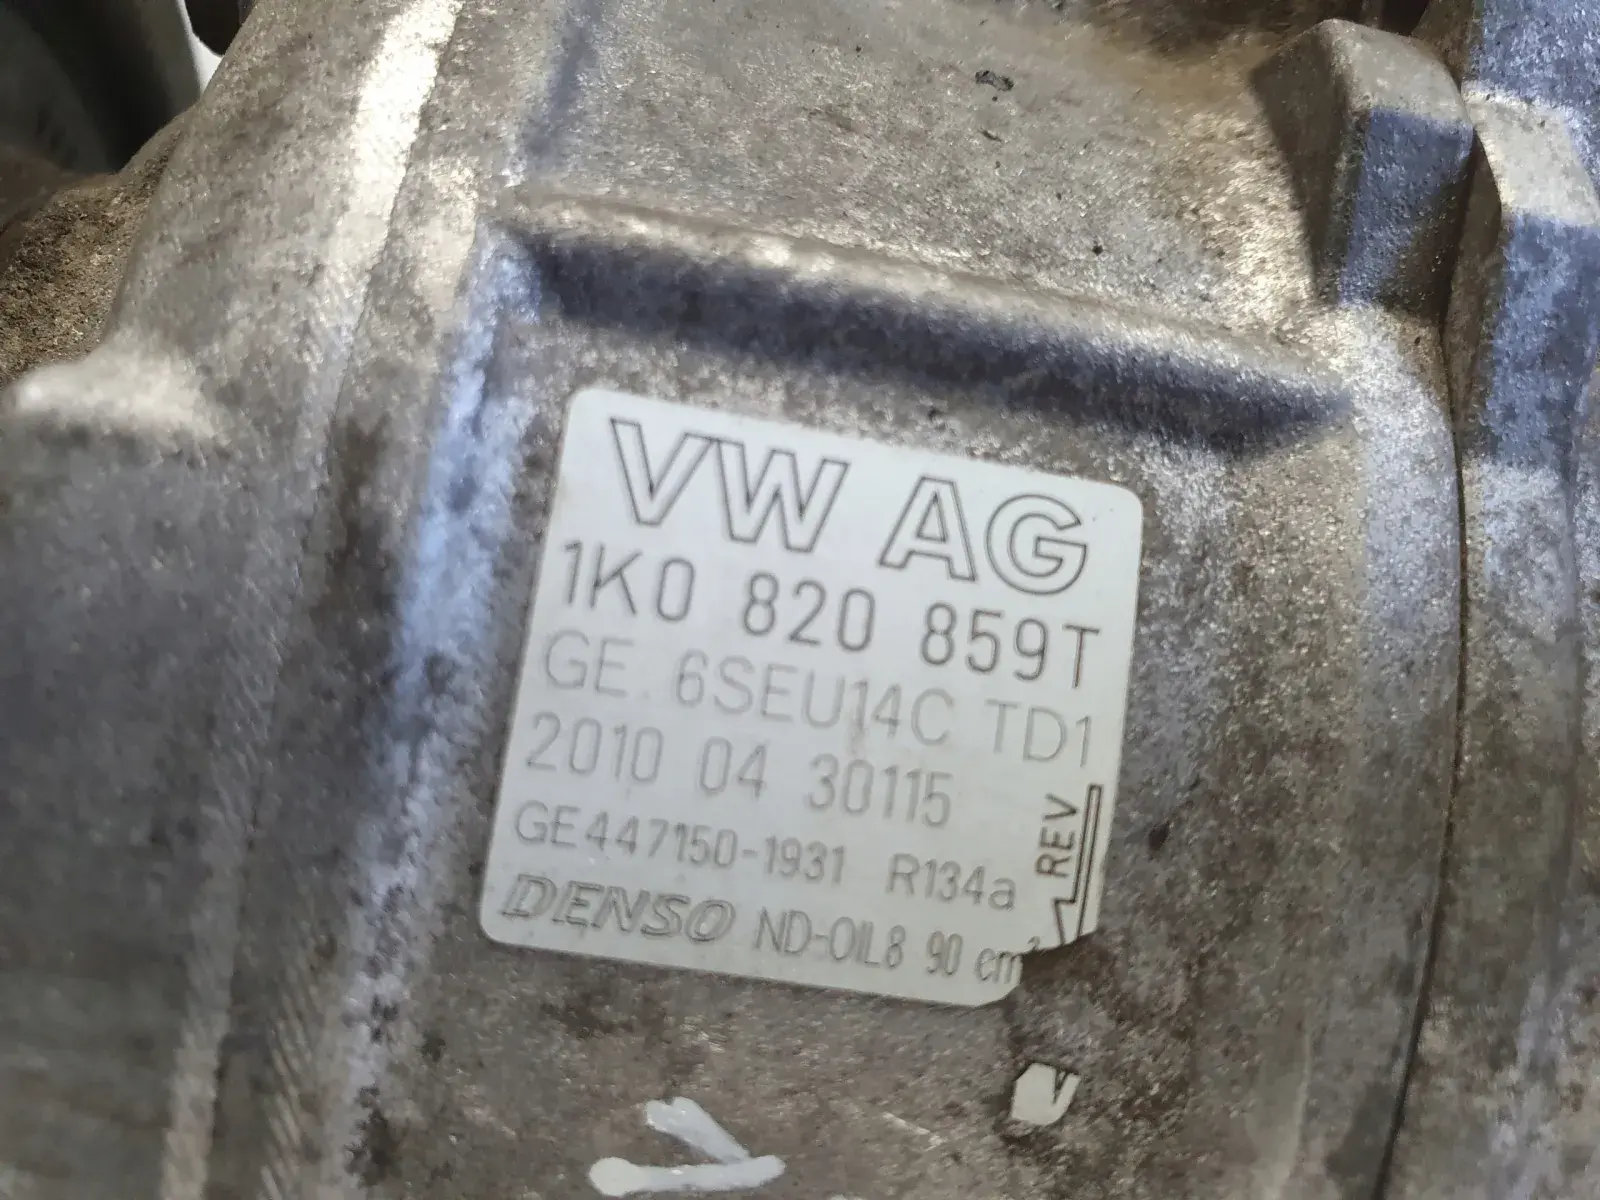 VW AG
1K0 820 859T
GE 6SEU14C TD1
2010 04 30115
GE447150-1931 R134a
REV
DENSO ND-OIL8 90 cm³